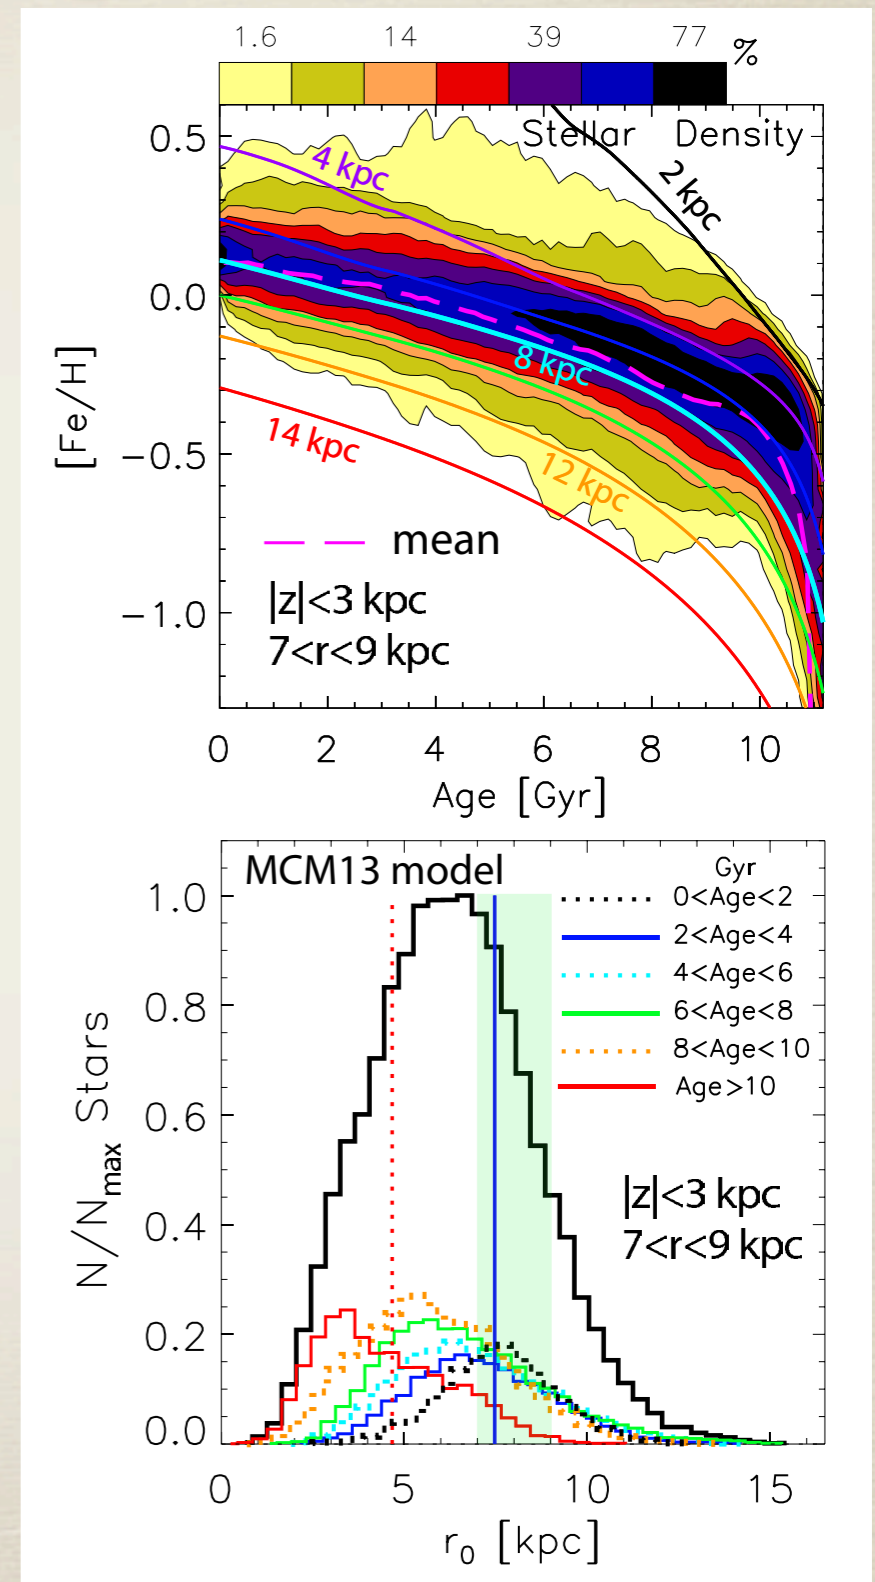 1.6 14 39 77 %
Stellar Density
0.5
0.0
−0.5
−1.0
[Fe/H]
4 kpc
2 kpc
8 kpc
12 kpc
14 kpc
mean
|z|<3 kpc
7<r<9 kpc
0 2 4 6 8 10
Age [Gyr]
MCM13 model
Gyr
0<Age<2
2<Age<4
4<Age<6
6<Age<8
8<Age<10
Age>10
|z|<3 kpc
7<r<9 kpc
1.0
0.8
0.6
0.4
0.2
0.0
N/Nmax Stars
0 5 10 15
r0 [kpc]